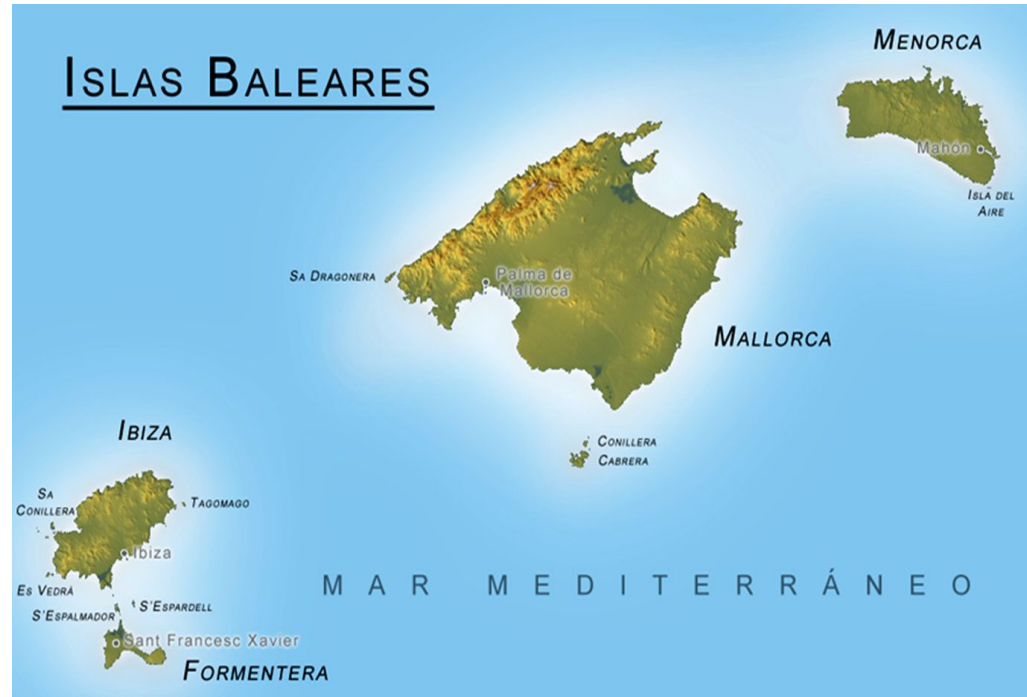 ISLAS BALEARES
MENORCA
Mahón
ISLA DEL
AIRE
SA DRAGONERA
Palma de
Mallorca
MALLORCA
CONILLERA
CABRERA
IBIZA
SA
CONILLERA
TAGOMAGO
Ibiza
ES VEDRÀ
S'ESPALMADOR
S'ESPARDELL
Sant Francesc Xavier
FORMENTERA
MAR MEDITERRÁNEO